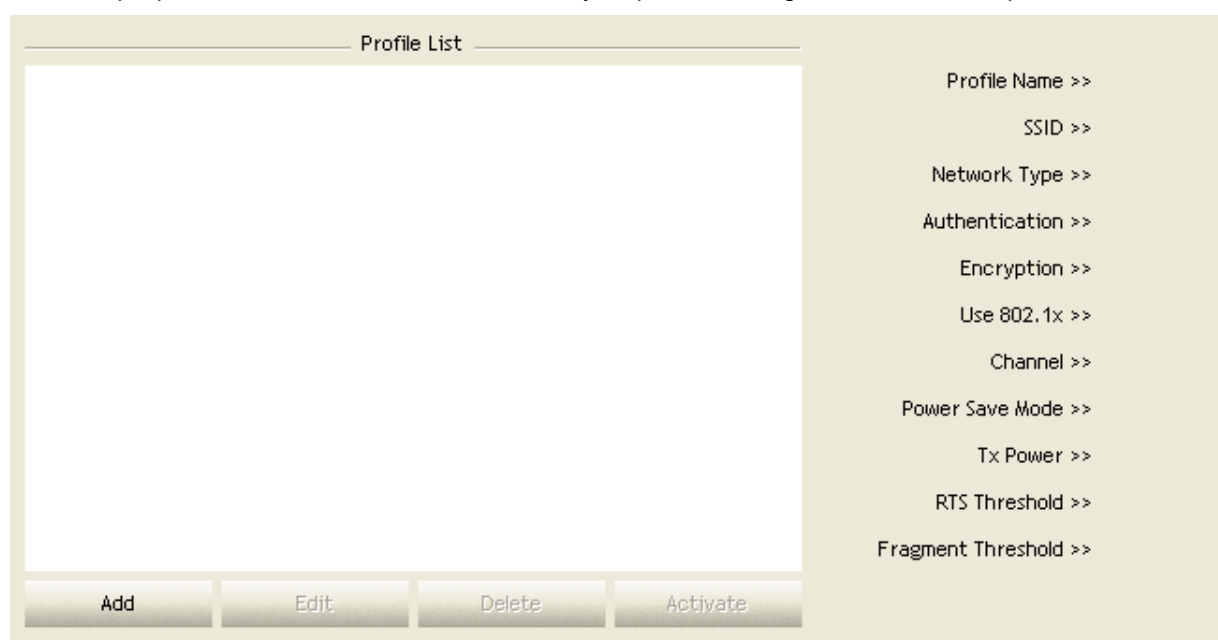 Profile List
Profile Name >>
SSID >>
Network Type >>
Authentication >>
Encryption >>
Use 802.1x >>
Channel >>
Power Save Mode >>
Tx Power >>
RTS Threshold >>
Fragment Threshold >>
Add Edit Delete Activate